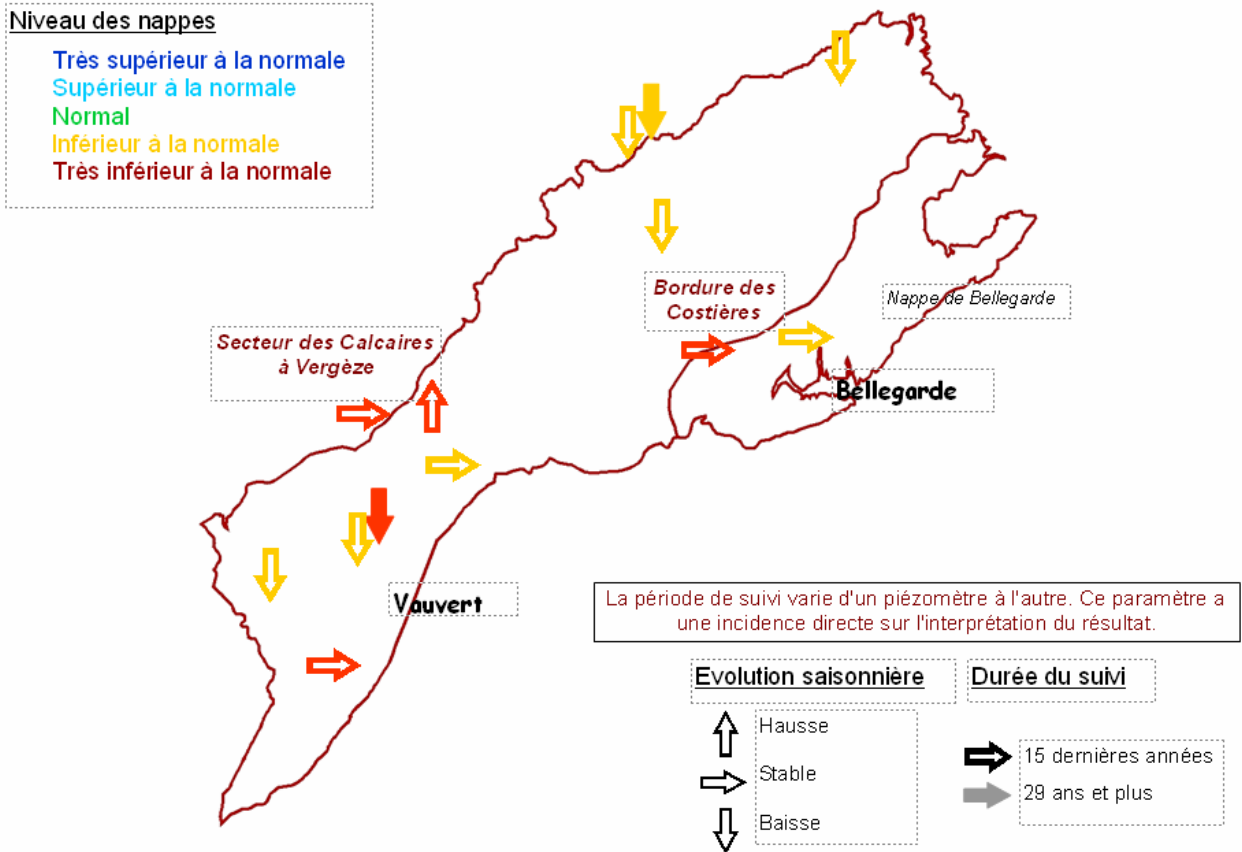 Niveau des nappes
Très supérieur à la normale
Supérieur à la normale
Normal
Inférieur à la normale
Très inférieur à la normale
Bordure des
Costières
Nappe de Bellegarde
Secteur des Calcaires
à Vergèze
Bellegarde
Vauvert
La période de suivi varie d'un piézomètre à l'autre. Ce paramètre a
une incidence directe sur l'interprétation du résultat.
Evolution saisonnière
Hausse
Stable
Baisse
Durée du suivi
15 dernières années
29 ans et plus